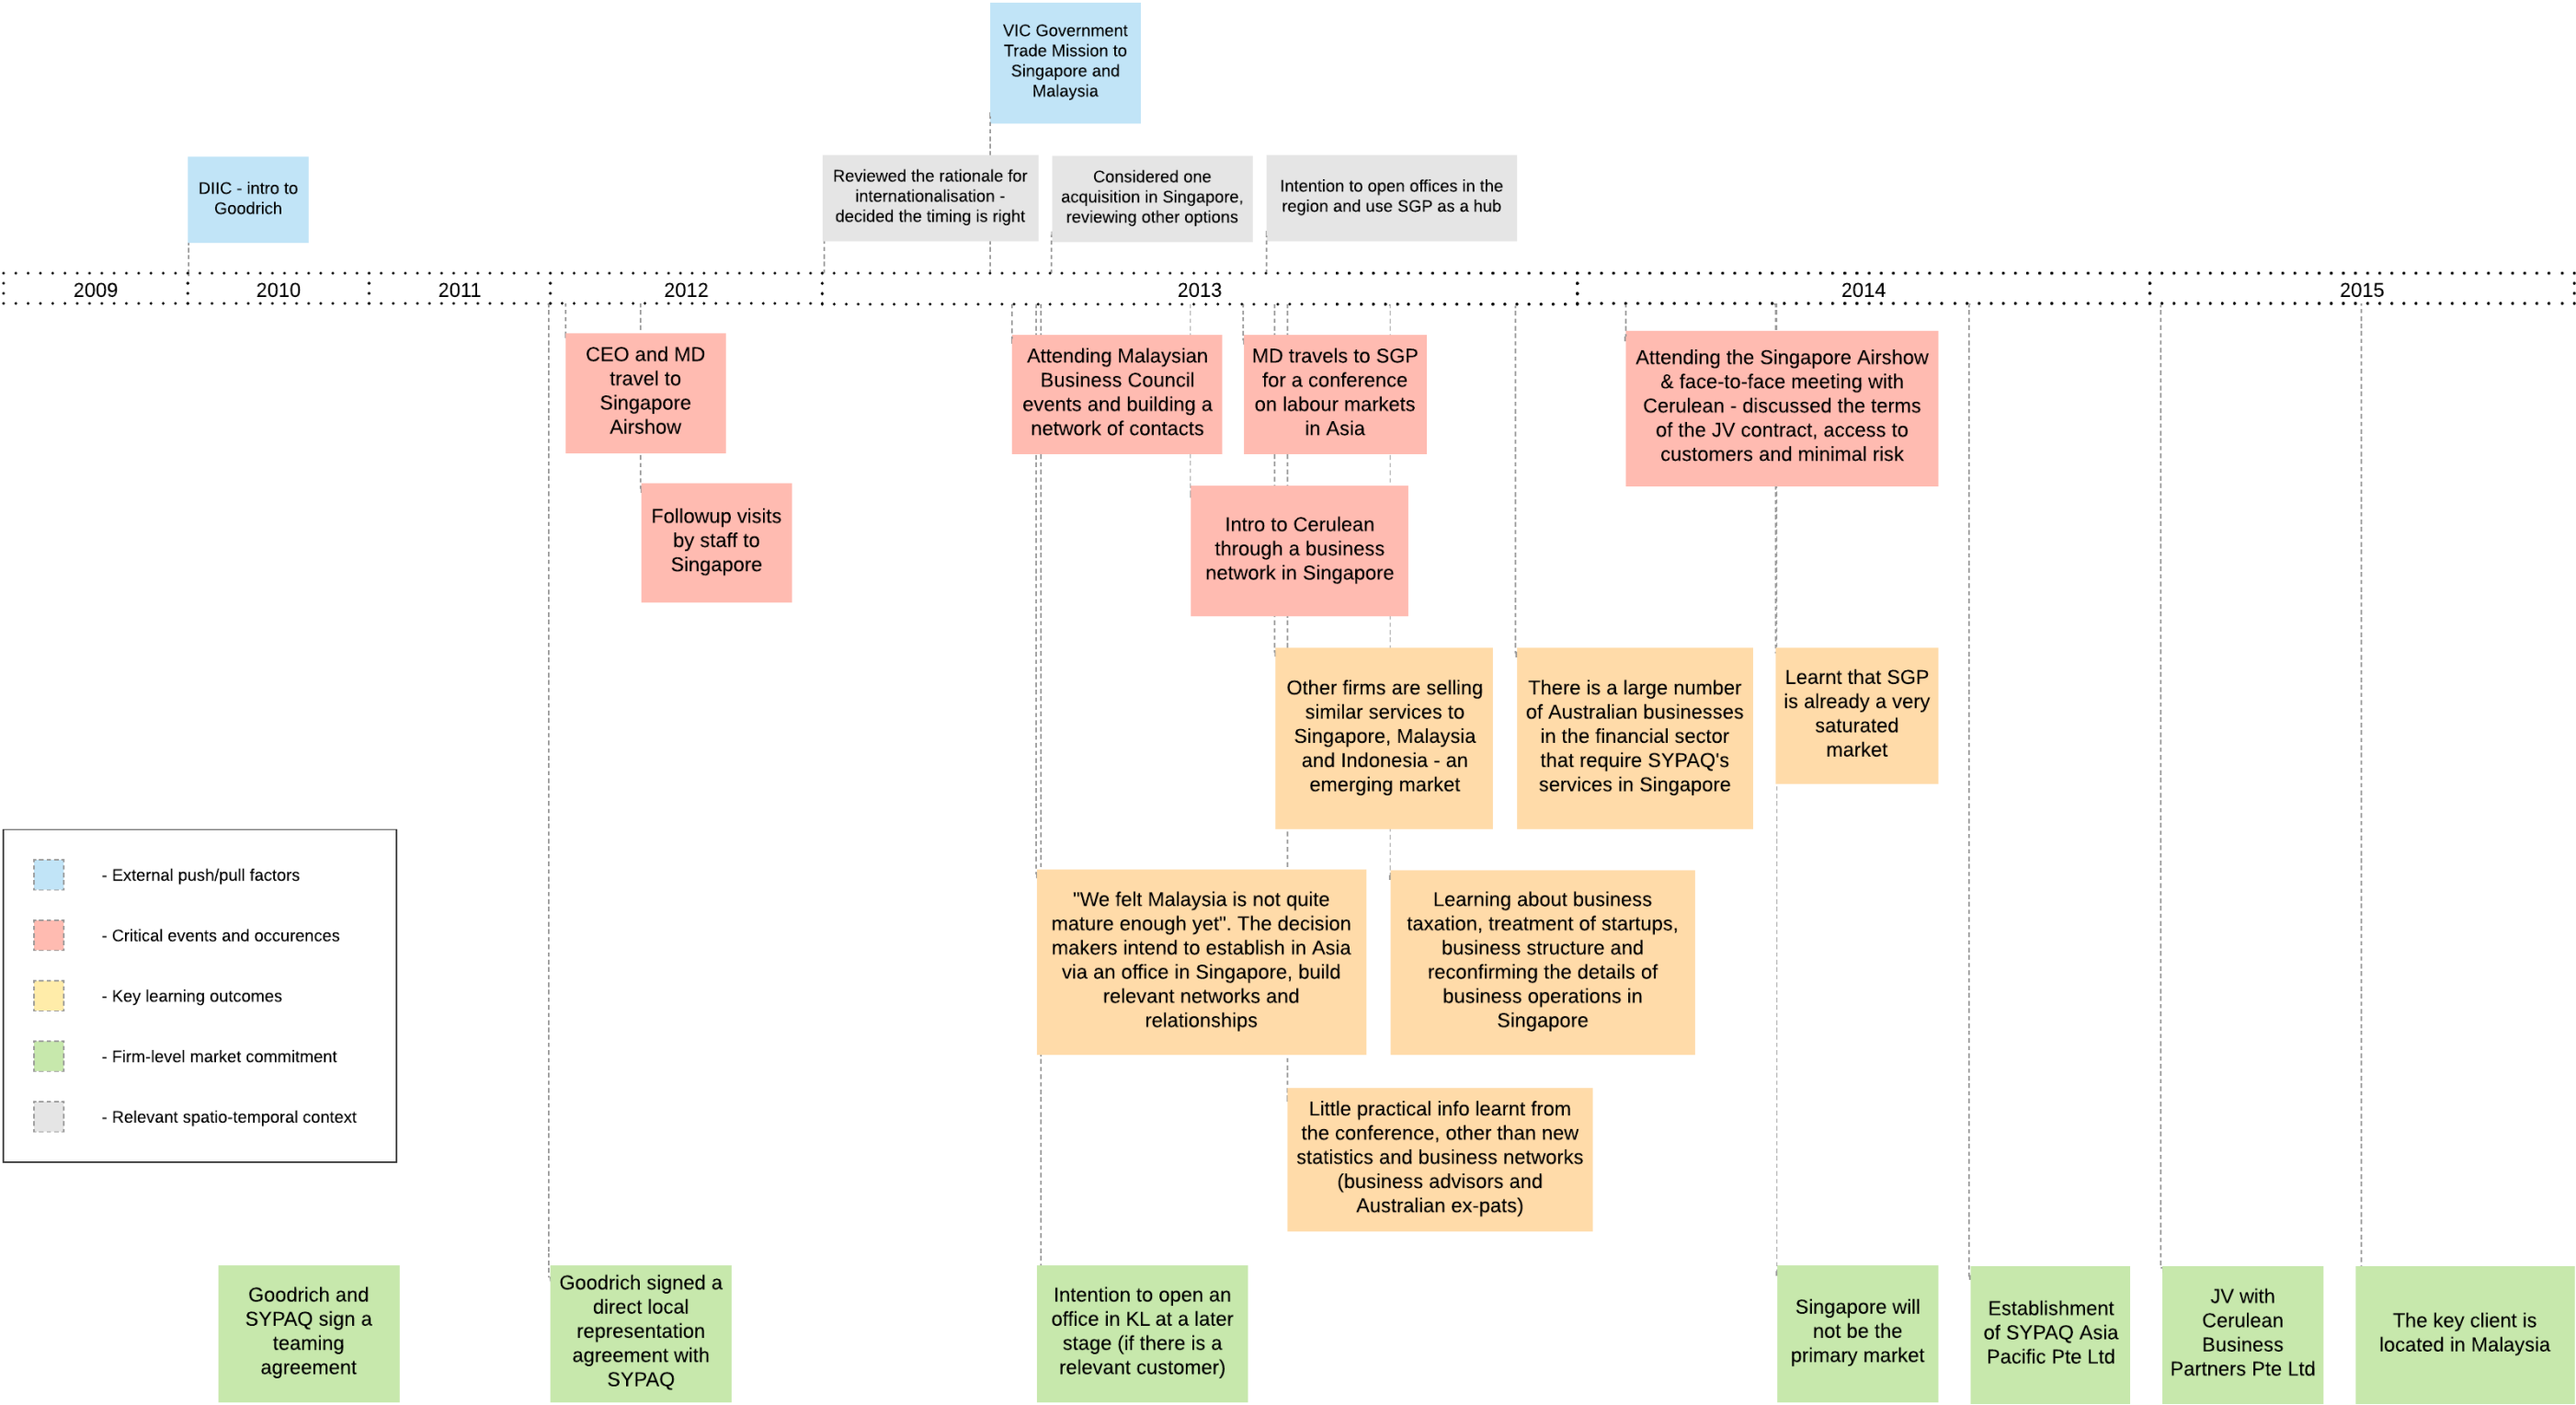 VIC Government
Trade Mission to
Singapore and
Malaysia
DIIC - intro to
Goodrich
Reviewed the rationale for
internationalisation -
decided the timing is right
Considered one
acquisition in Singapore,
reviewing other options
Intention to open offices in the
region and use SGP as a hub
2009
2010
2011
2012
2013
2014
2015
CEO and MD
travel to
Singapore
Airshow
Attending Malaysian
Business Council
events and building a
network of contacts
MD travels to SGP
for a conference
on labour markets
in Asia
Attending the Singapore Airshow
& face-to-face meeting with
Cerulean - discussed the terms
of the JV contract, access to
customers and minimal risk
Followup visits
by staff to
Singapore
Intro to Cerulean
through a business
network in Singapore
Other firms are selling
similar services to
Singapore, Malaysia
and Indonesia - an
emerging market
There is a large number
of Australian businesses
in the financial sector
that require SYPAQ's
services in Singapore
Learnt that SGP
is already a very
saturated
market
- External push/pull factors
- Critical events and occurences
- Key learning outcomes
- Firm-level market commitment
- Relevant spatio-temporal context
"We felt Malaysia is not quite
mature enough yet". The decision
makers intend to establish in Asia
via an office in Singapore, build
relevant networks and
relationships
Learning about business
taxation, treatment of startups,
business structure and
reconfirming the details of
business operations in
Singapore
Little practical info learnt from
the conference, other than new
statistics and business networks
(business advisors and
Australian ex-pats)
Goodrich and
SYPAQ sign a
teaming
agreement
Goodrich signed a
direct local
representation
agreement with
SYPAQ
Intention to open an
office in KL at a later
stage (if there is a
relevant customer)
Singapore will
not be the
primary market
Establishment
of SYPAQ Asia
Pacific Pte Ltd
JV with
Cerulean
Business
Partners Pte Ltd
The key client is
located in Malaysia